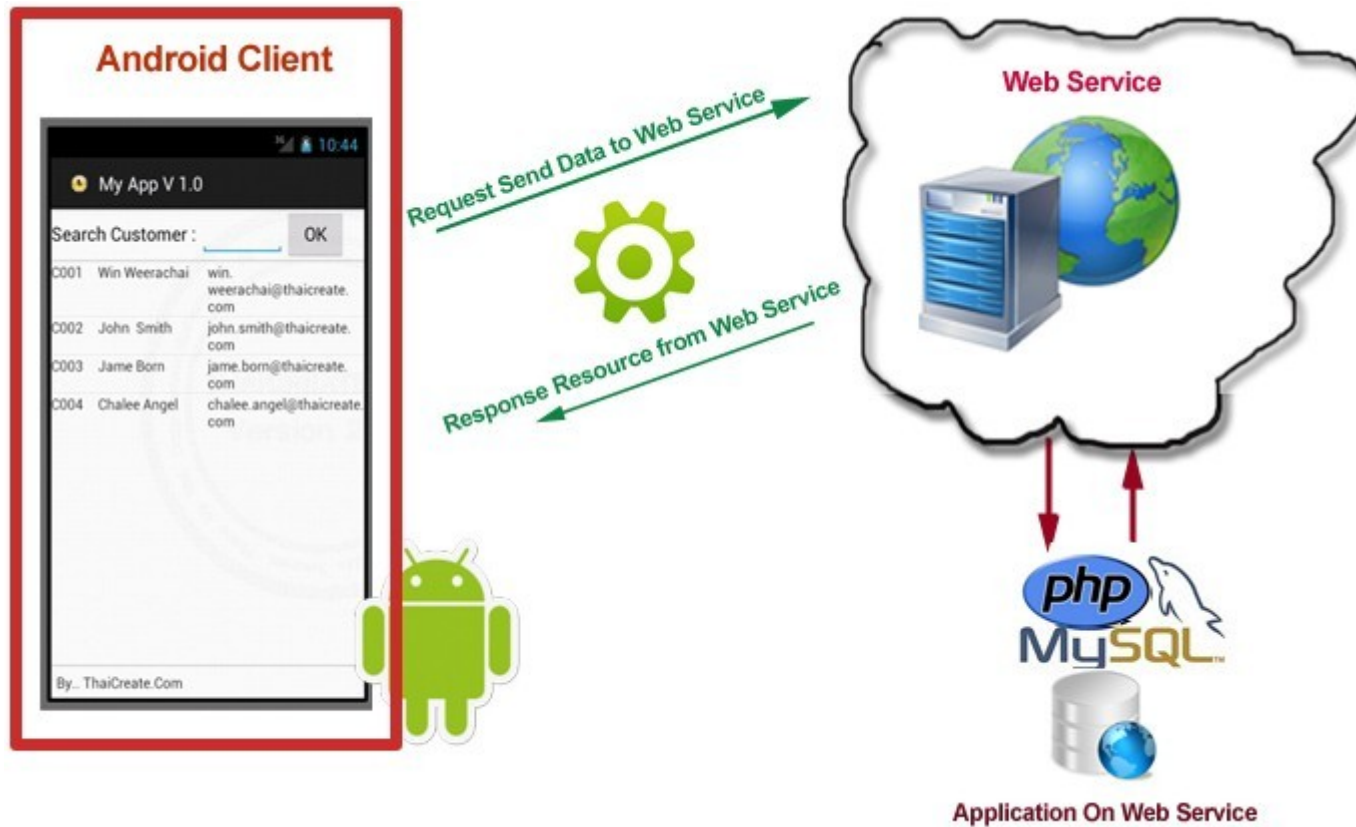 Android Client
3G 10:44
My App V 1.0
Search Customer : OK
C001 Win Weerachai win.
weerachai@thaicreate.
com
C002 John Smith john.smith@thaicreate.
com
C003 Jame Born jame.born@thaicreate.
com
C004 Chalee Angel chalee.angel@thaicreate.
com
By.. ThaiCreate.Com
Request Send Data to Web Service
Response Resource from Web Service
Web Service
php
MySQL
Application On Web Service